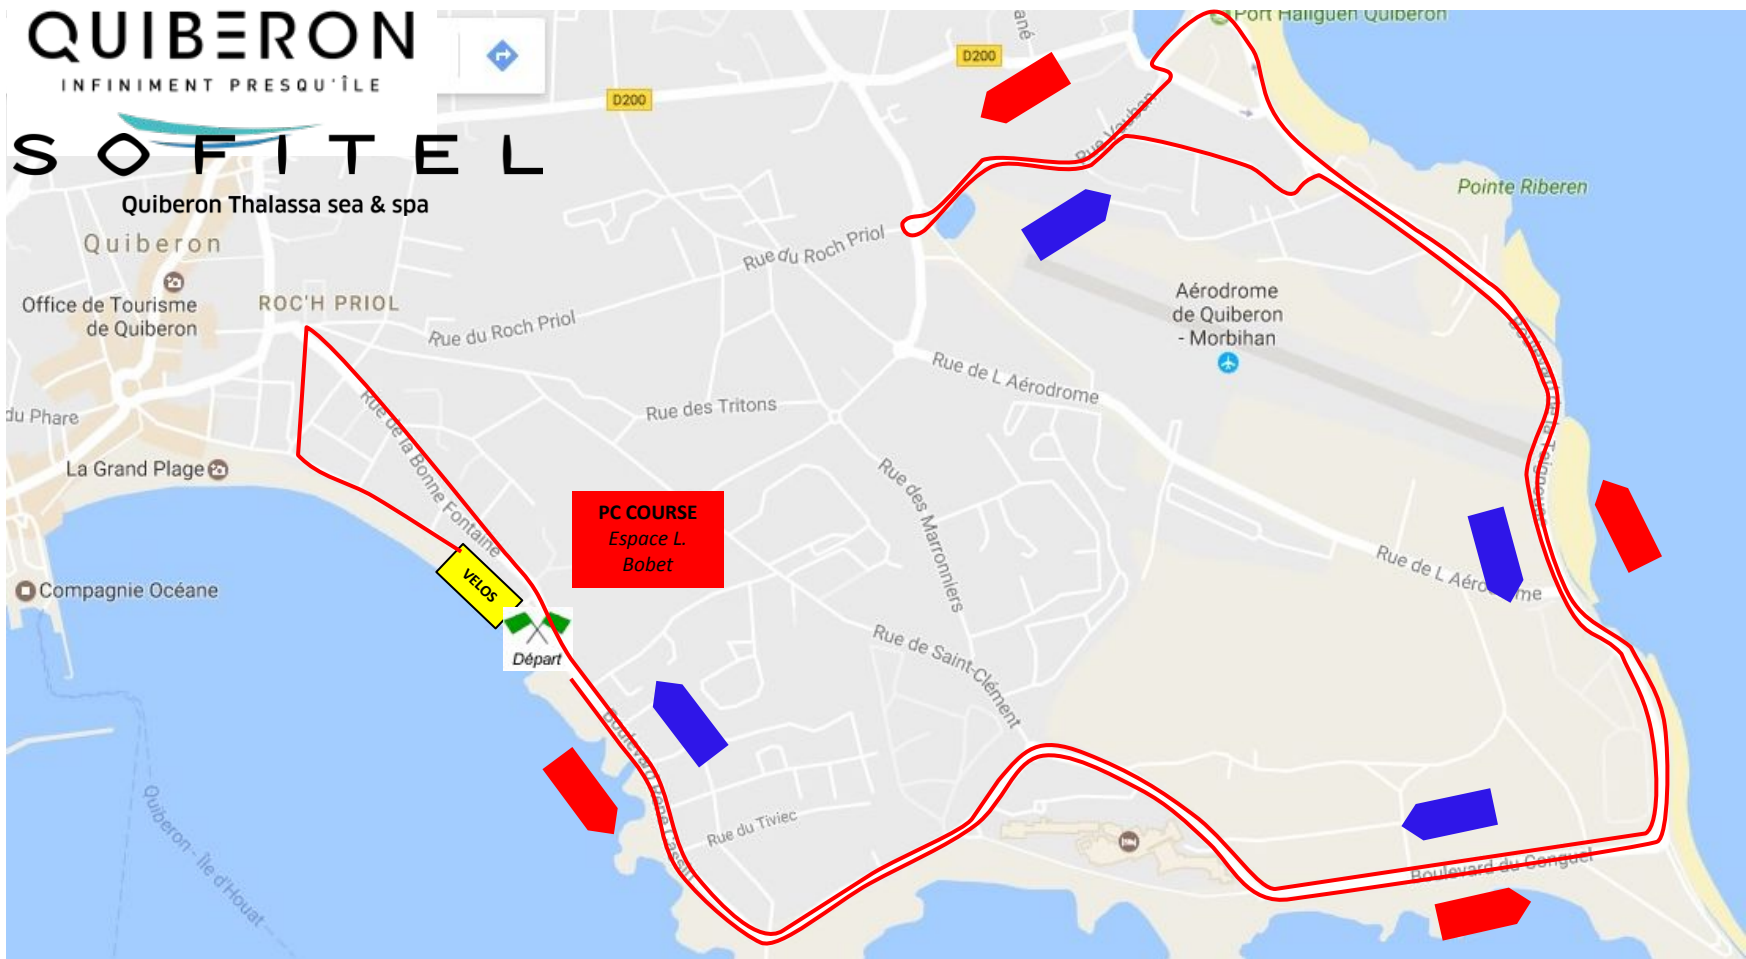 QUIBERON
INFINIMENT PRESQU'ÎLE
SOFITEL
Quiberon Thalassa sea & spa
Port Haliguen Quiberon
D200
D200
Rue Vauban
Pointe Riberen
Quiberon
Office de Tourisme
de Quiberon
ROC'H PRIOL
Rue du Roch Priol
Rue du Roch Priol
Aérodrome
de Quiberon
- Morbihan
Rue de L Aérodrome
Rue des Tritons
du Phare
La Grand Plage
Rue de la Bonne Fontaine
Rue des Marronniers
PC COURSE
Espace L.
Bobet
VELOS
Départ
Compagnie Océane
Rue de L Aérodrome
Rue de Saint-Clément
Boulevard René Cassin
Rue du Tiviec
Quiberon - Île d'Houat
Boulevard du Conguel